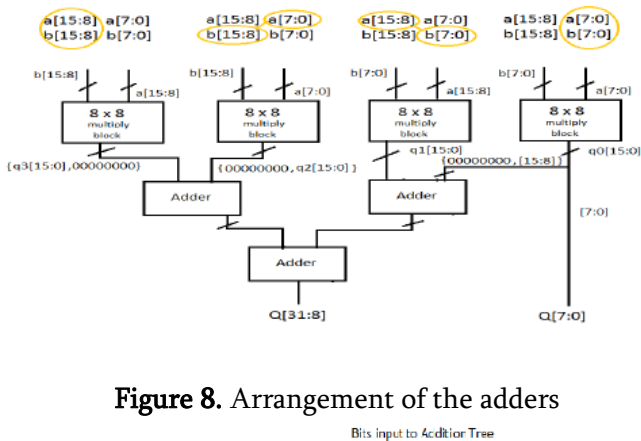 a[15:8] a[7:0] a[15:8] a[7:0] a[15:8] a[7:0] a[15:8] a[7:0]
b[15:8] b[7:0] b[15:8] b[7:0] b[15:8] b[7:0] b[15:8] b[7:0]
b[15:8] b[15:8] b[7:0] b[7:0]
a[15:8] a[7:0] a[15:8] a[7:0]
8 x 8 8 x 8 8 x 8 8 x 8
multiply multiply multiply multiply
block block block block
{q3[15:0],00000000} {00000000,q2[15:0]} q1[15:0] q0[15:0]
{00000000,[15:8]}
Adder Adder
[7:0]
Adder
Q[31:8] Q[7:0]
Figure 8. Arrangement of the adders
Bits input to Addition Tree